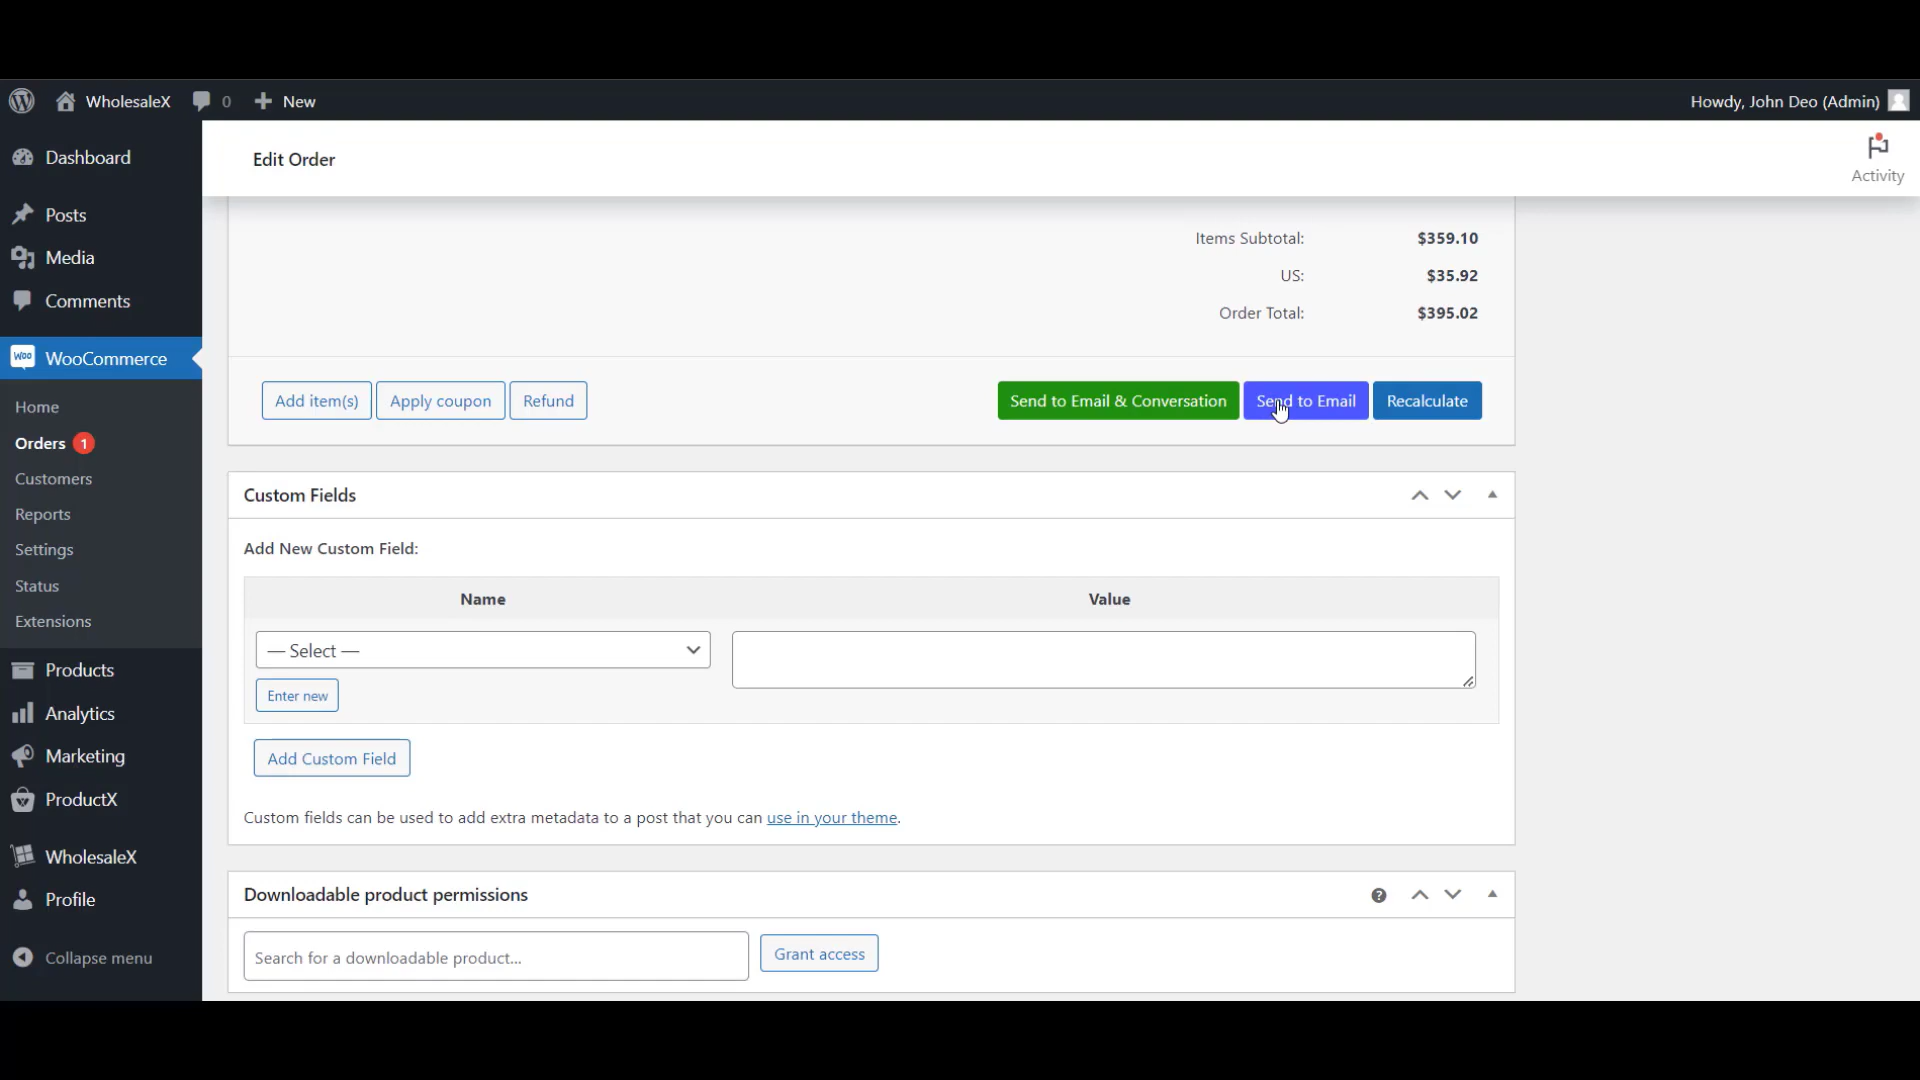 WholesaleX 0 New Howdy, John Deo (Admin)
Edit Order
Activity
Dashboard
Posts
Media
Comments
WooCommerce
Home
Orders 1
Customers
Reports
Settings
Status
Extensions
Products
Analytics
Marketing
ProductX
WholesaleX
Profile
Collapse menu
Items Subtotal: $359.10
US: $35.92
Order Total: $395.02
Add item(s) Apply coupon Refund Send to Email & Conversation Send to Email Recalculate
Custom Fields
Add New Custom Field:
Name Value
— Select —
Enter new
Add Custom Field
Custom fields can be used to add extra metadata to a post that you can use in your theme.
Downloadable product permissions
Search for a downloadable product... Grant access